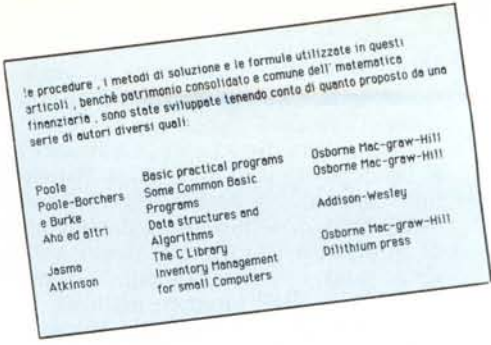 le procedure , i metodi di soluzione e le formule utilizzate in questi
articoli , benchè patrimonio consolidato e comune dell' matematica
finanziaria , sono state sviluppate tenendo conto di quanto proposto da una
serie di autori diversi quali:
Poole Basic practical programs Osborne Mac-graw-Hill
Poole-Borchers Some Common Basic Osborne Mac-graw-Hill
e Burke Programs
Aho ed altri Data structures and Addison-Wesley
Algorithms
Jasma The C Library Osborne Mac-graw-Hill
Atkinson Inventory Management Dilithium press
for small Computers